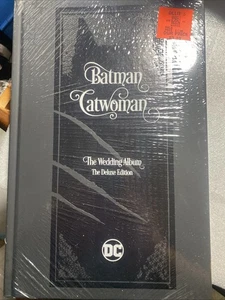 Batman
Catwoman
The Wedding Album
The Deluxe Edition
DC